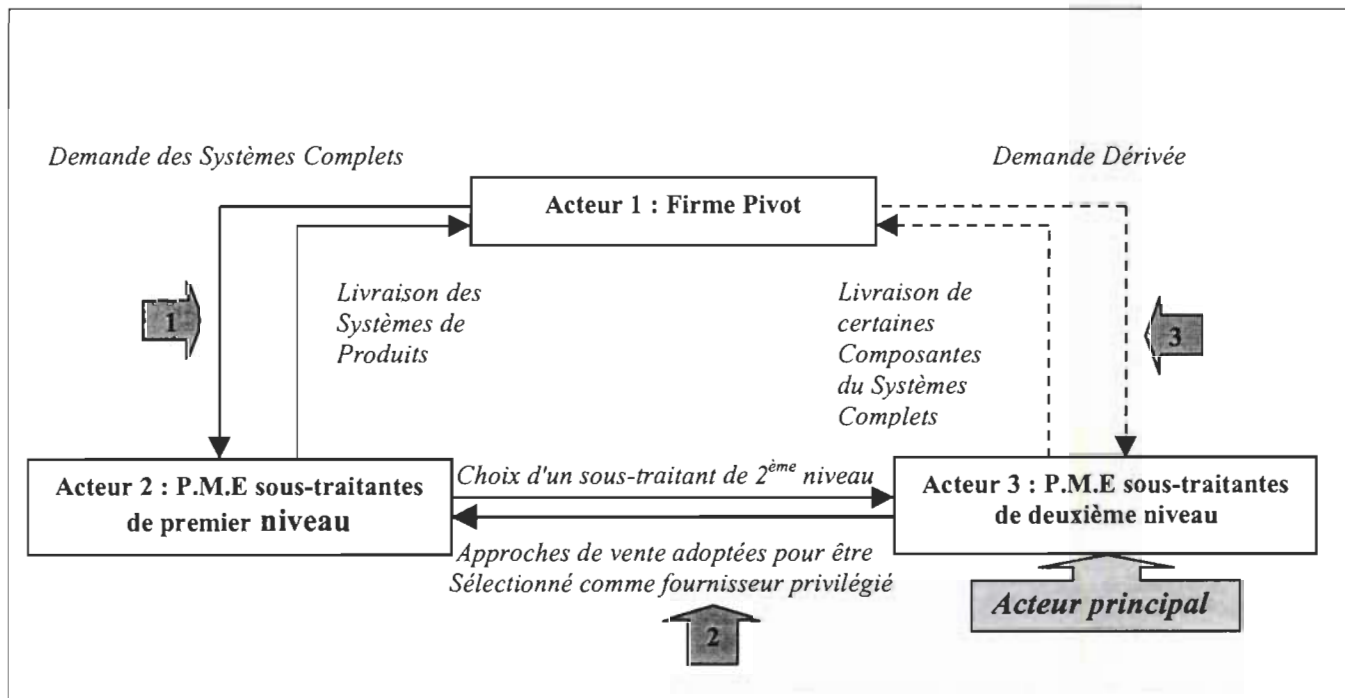 Demande des Systèmes Complets
Demande Dérivée
Acteur 1 : Firme Pivot
1
Livraison des
Systèmes de
Produits
Livraison de
certaines
Composantes
du Systèmes
Complets
3
Acteur 2 : P.M.E sous-traitantes
de premier niveau
Choix d'un sous-traitant de 2ème niveau
Acteur 3 : P.M.E sous-traitantes
de deuxième niveau
Approches de vente adoptées pour être
Sélectionné comme fournisseur privilégié
Acteur principal
2